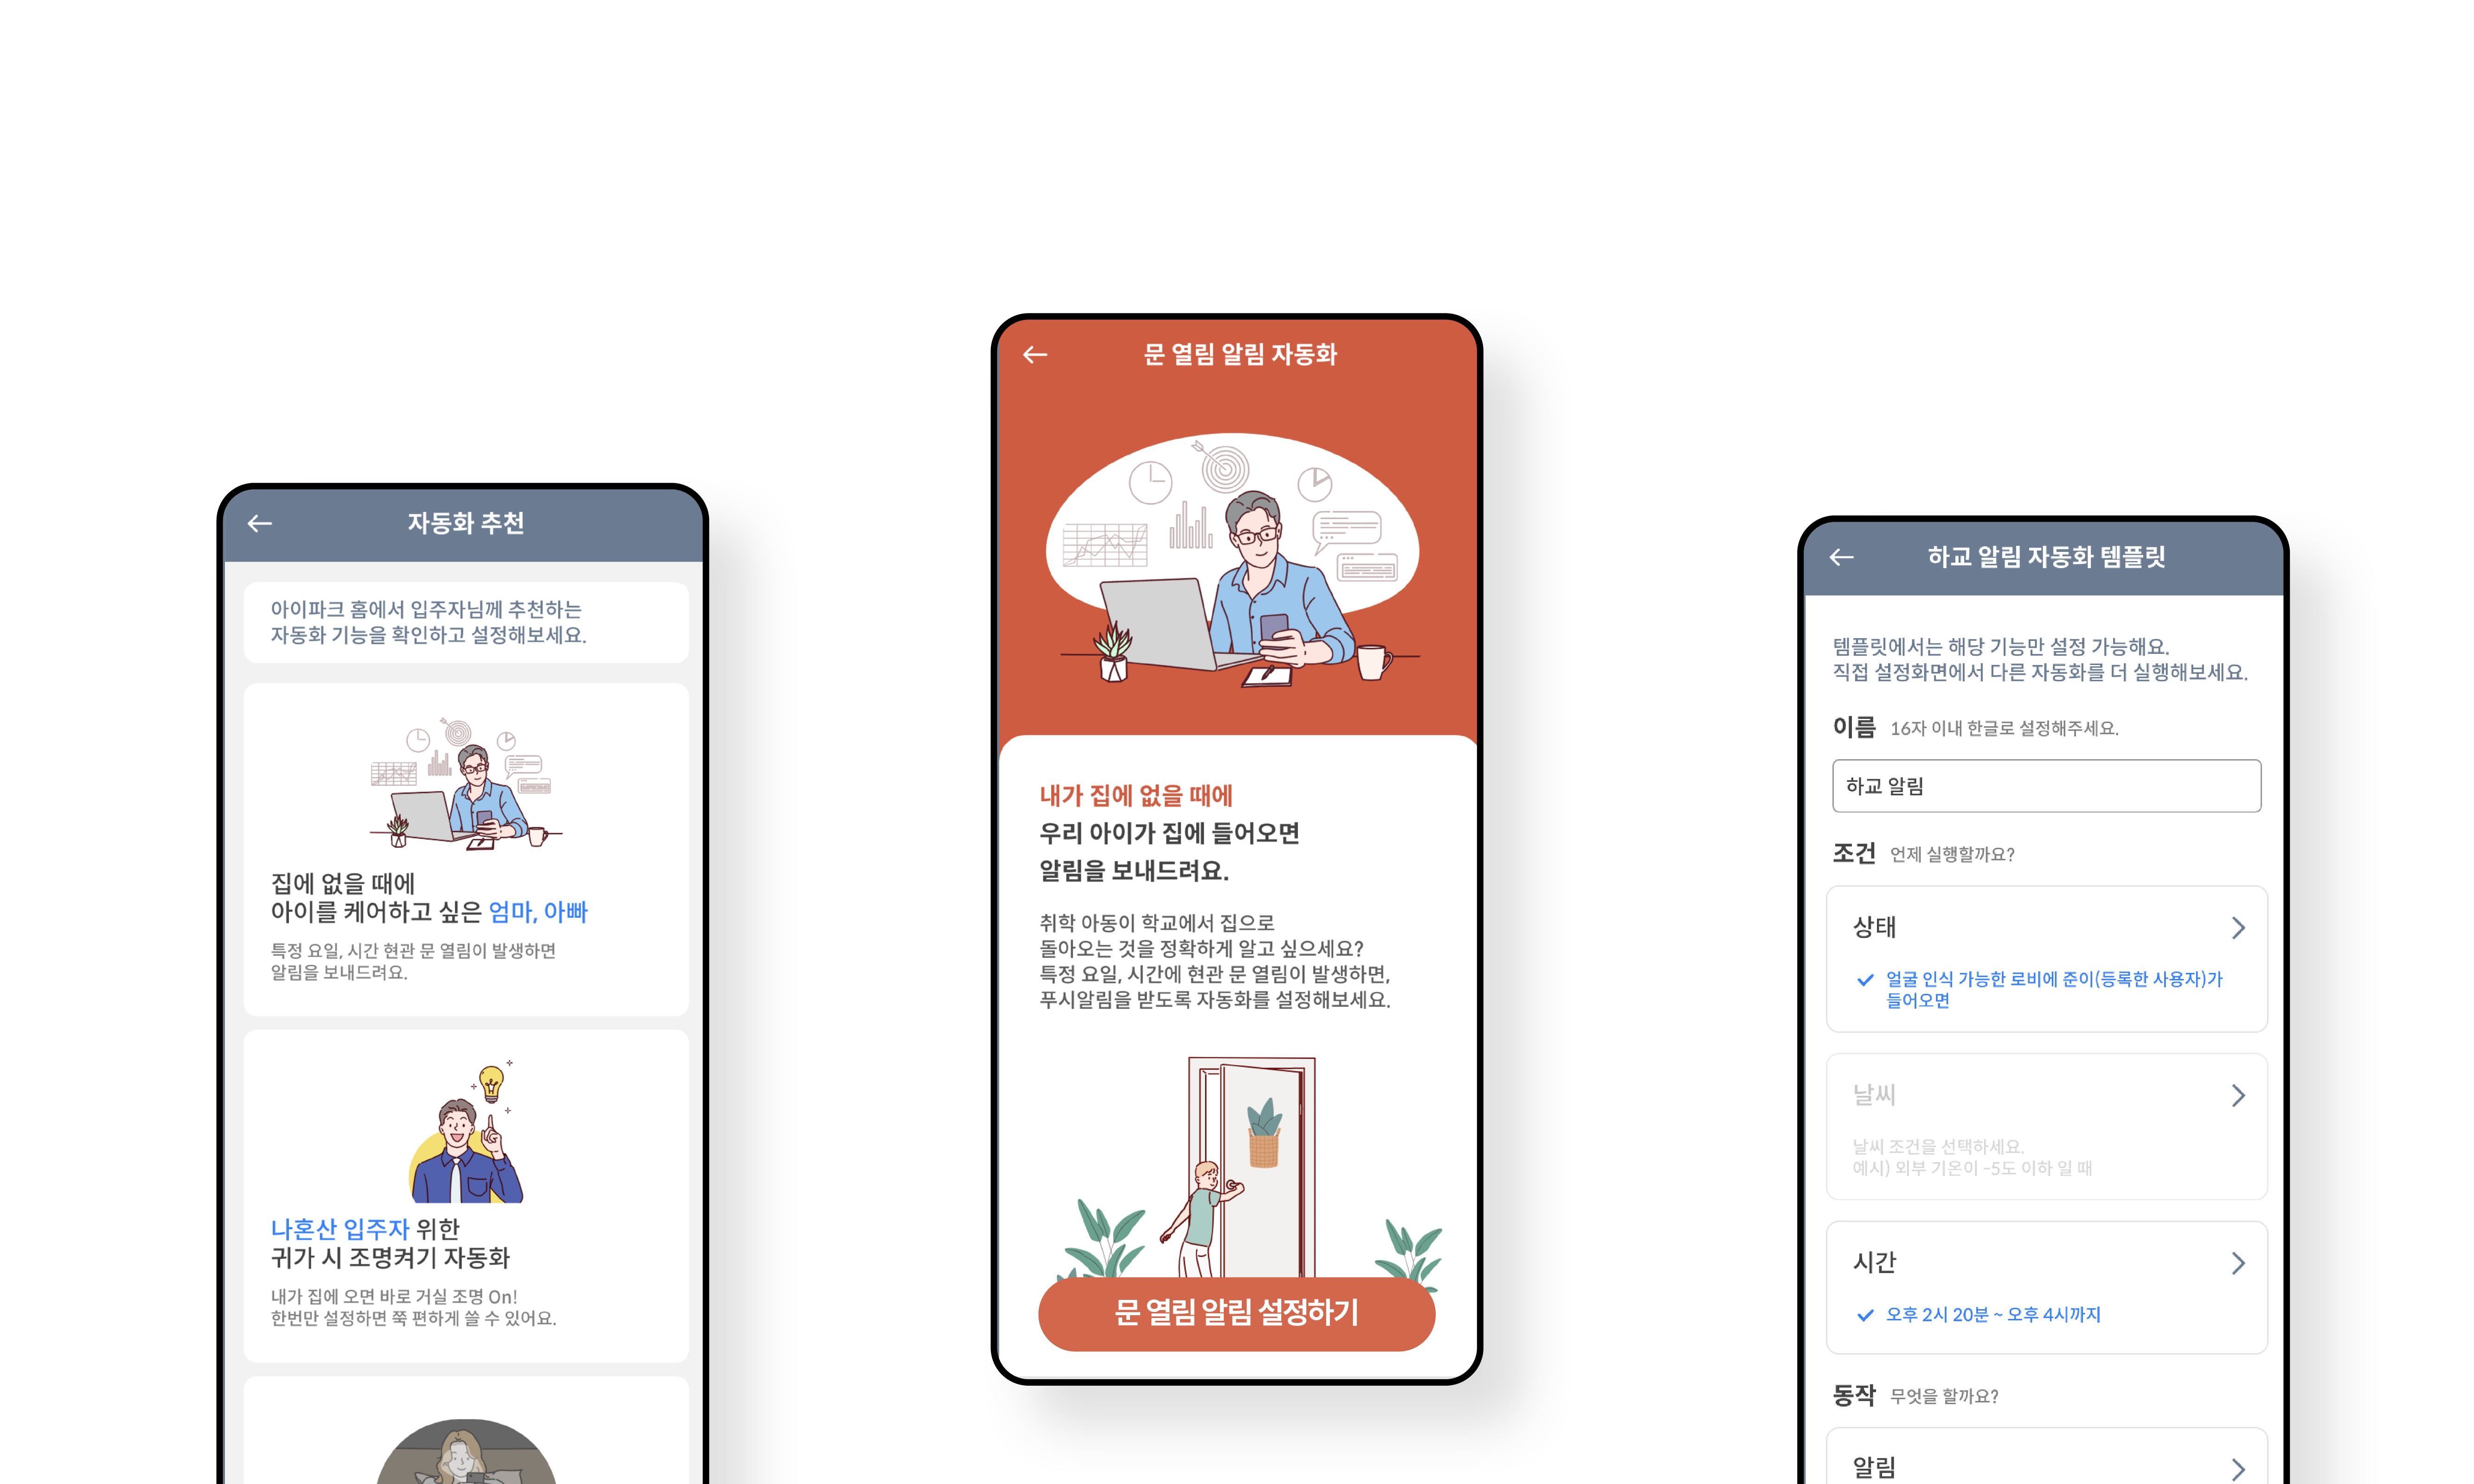 자동화 추천
아이파크 홈에서 입주자님께 추천하는
자동화 기능을 확인하고 설정해보세요.
집에 없을 때에
아이를 케어하고 싶은 엄마, 아빠
특정 요일, 시간 현관 문 열림이 발생하면
알림을 보내드려요.
나혼산 입주자 위한
귀가 시 조명켜기 자동화
내가 집에 오면 바로 거실 조명 On!
한번만 설정하면 쭉 편하게 쓸 수 있어요.
문 열림 알림 자동화
내가 집에 없을 때에
우리 아이가 집에 들어오면
알림을 보내드려요.
취학 아동이 학교에서 집으로
돌아오는 것을 정확하게 알고 싶으세요?
특정 요일, 시간에 현관 문 열림이 발생하면,
푸시알림을 받도록 자동화를 설정해보세요.
문 열림 알림 설정하기
하교 알림 자동화 템플릿
템플릿에서는 해당 기능만 설정 가능해요.
직접 설정화면에서 다른 자동화를 더 실행해보세요.
이름 16자 이내 한글로 설정해주세요.
하교 알림
조건 언제 실행할까요?
상태
얼굴 인식 가능한 로비에 준이(등록한 사용자)가
들어오면
날씨
날씨 조건을 선택하세요.
예시) 외부 기온이 -5도 이하 일 때
시간
오후 2시 20분 ~ 오후 4시까지
동작 무엇을 할까요?
알림